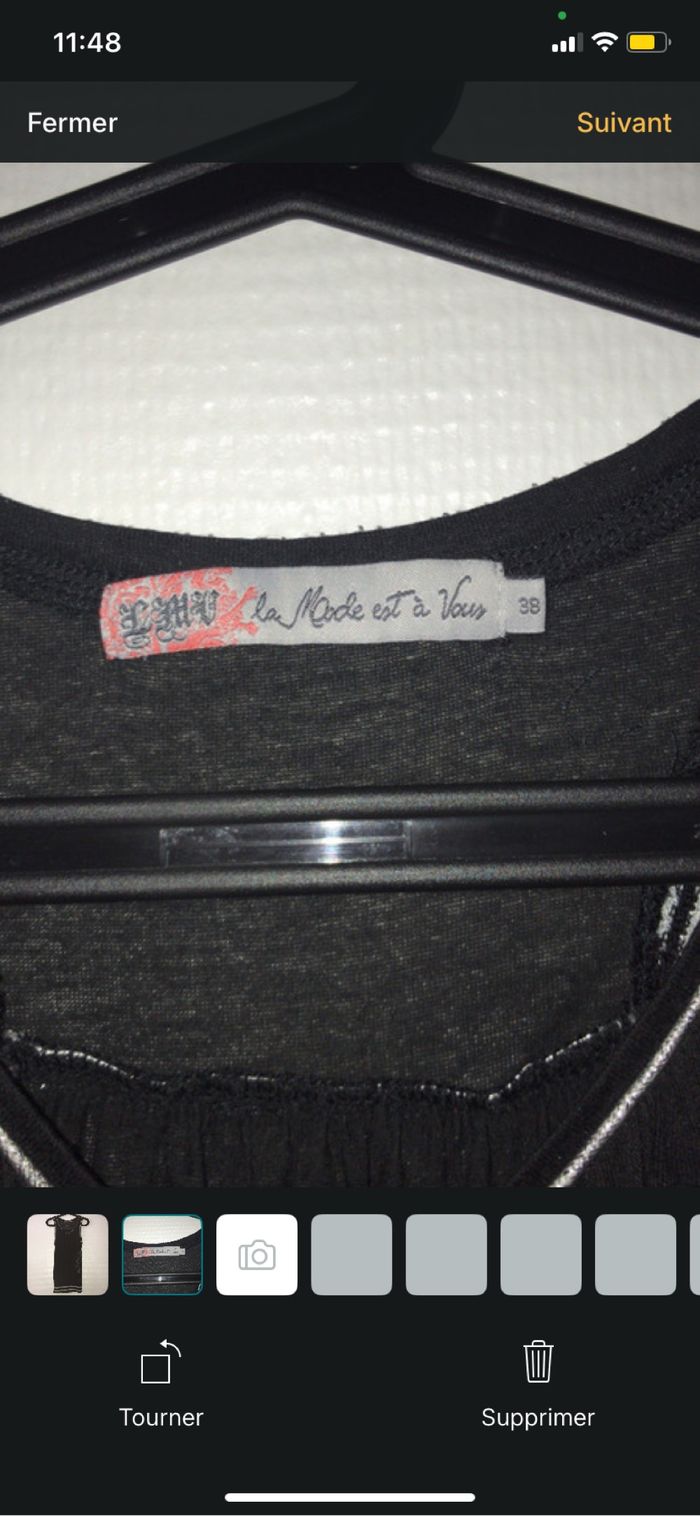 11:48
Fermer
Suivant
LMV la Mode est à Vous 38
Tourner
Supprimer